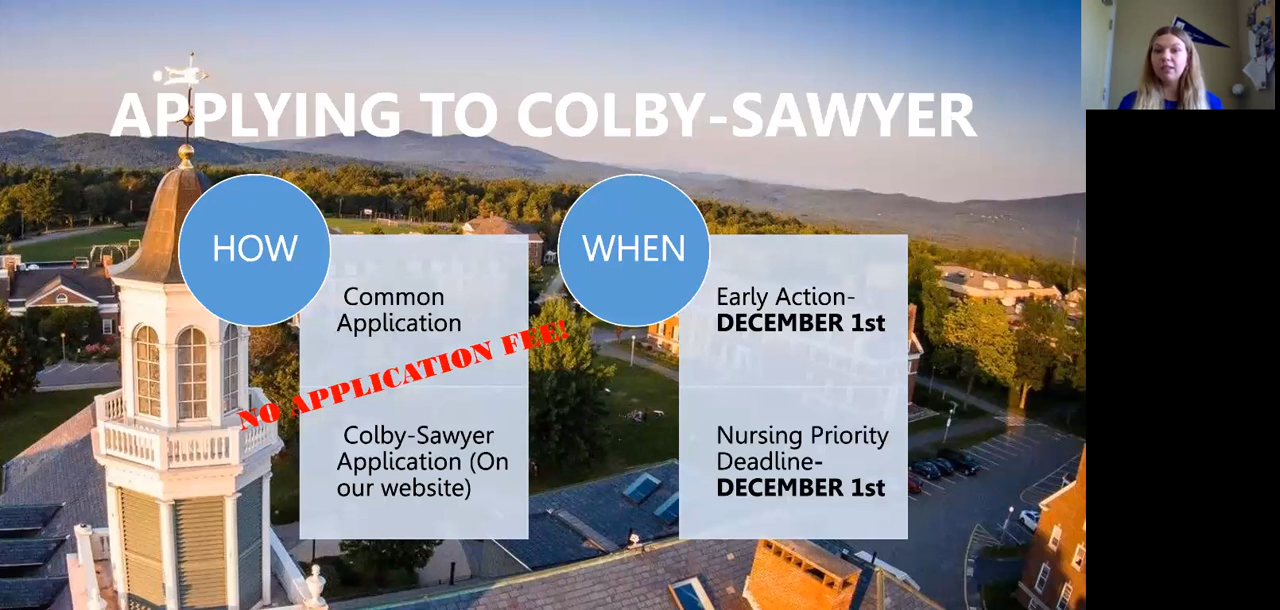 APPLYING TO COLBY-SAWYER
HOW
Common
Application
NO APPLICATION FEE!
Colby-Sawyer
Application (On
our website)
WHEN
Early Action-
DECEMBER 1st
Nursing Priority
Deadline-
DECEMBER 1st